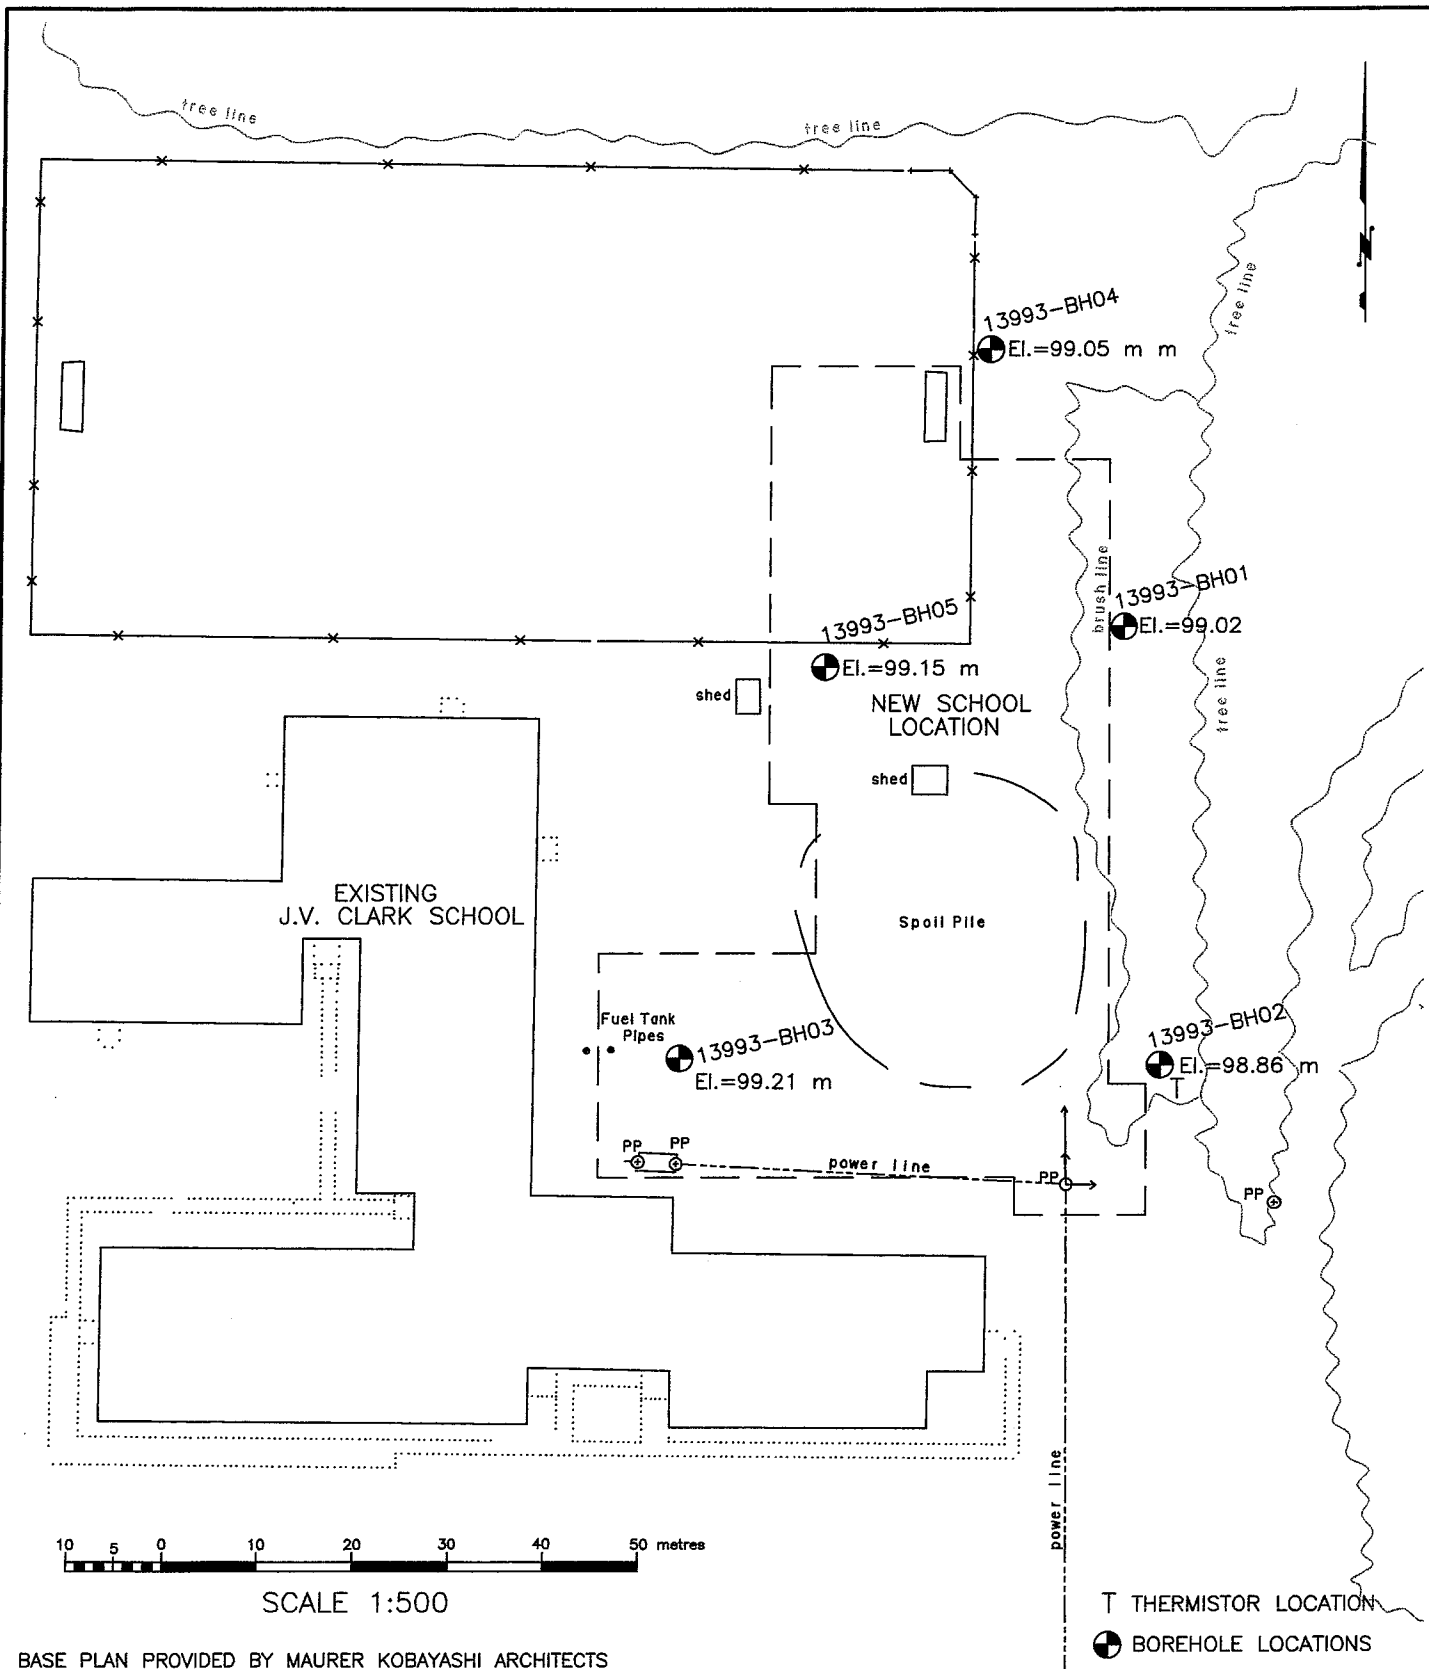 tree line
tree line
N
13993-BH04
El.=99.05 m m
tree line
brush line
13993-BH01
El.=99.02
13993-BH05
El.=99.15 m
shed
NEW SCHOOL
LOCATION
tree line
shed
EXISTING
J.V. CLARK SCHOOL
Spoil Pile
Fuel Tank
Pipes
13993-BH03
El.=99.21 m
13993-BH02
El.=98.86 m
T
PP
PP
power line
PP
PP
power line
10 5 0 10 20 30 40 50 metres
SCALE 1:500
T THERMISTOR LOCATION
BOREHOLE LOCATIONS
BASE PLAN PROVIDED BY MAURER KOBAYASHI ARCHITECTS